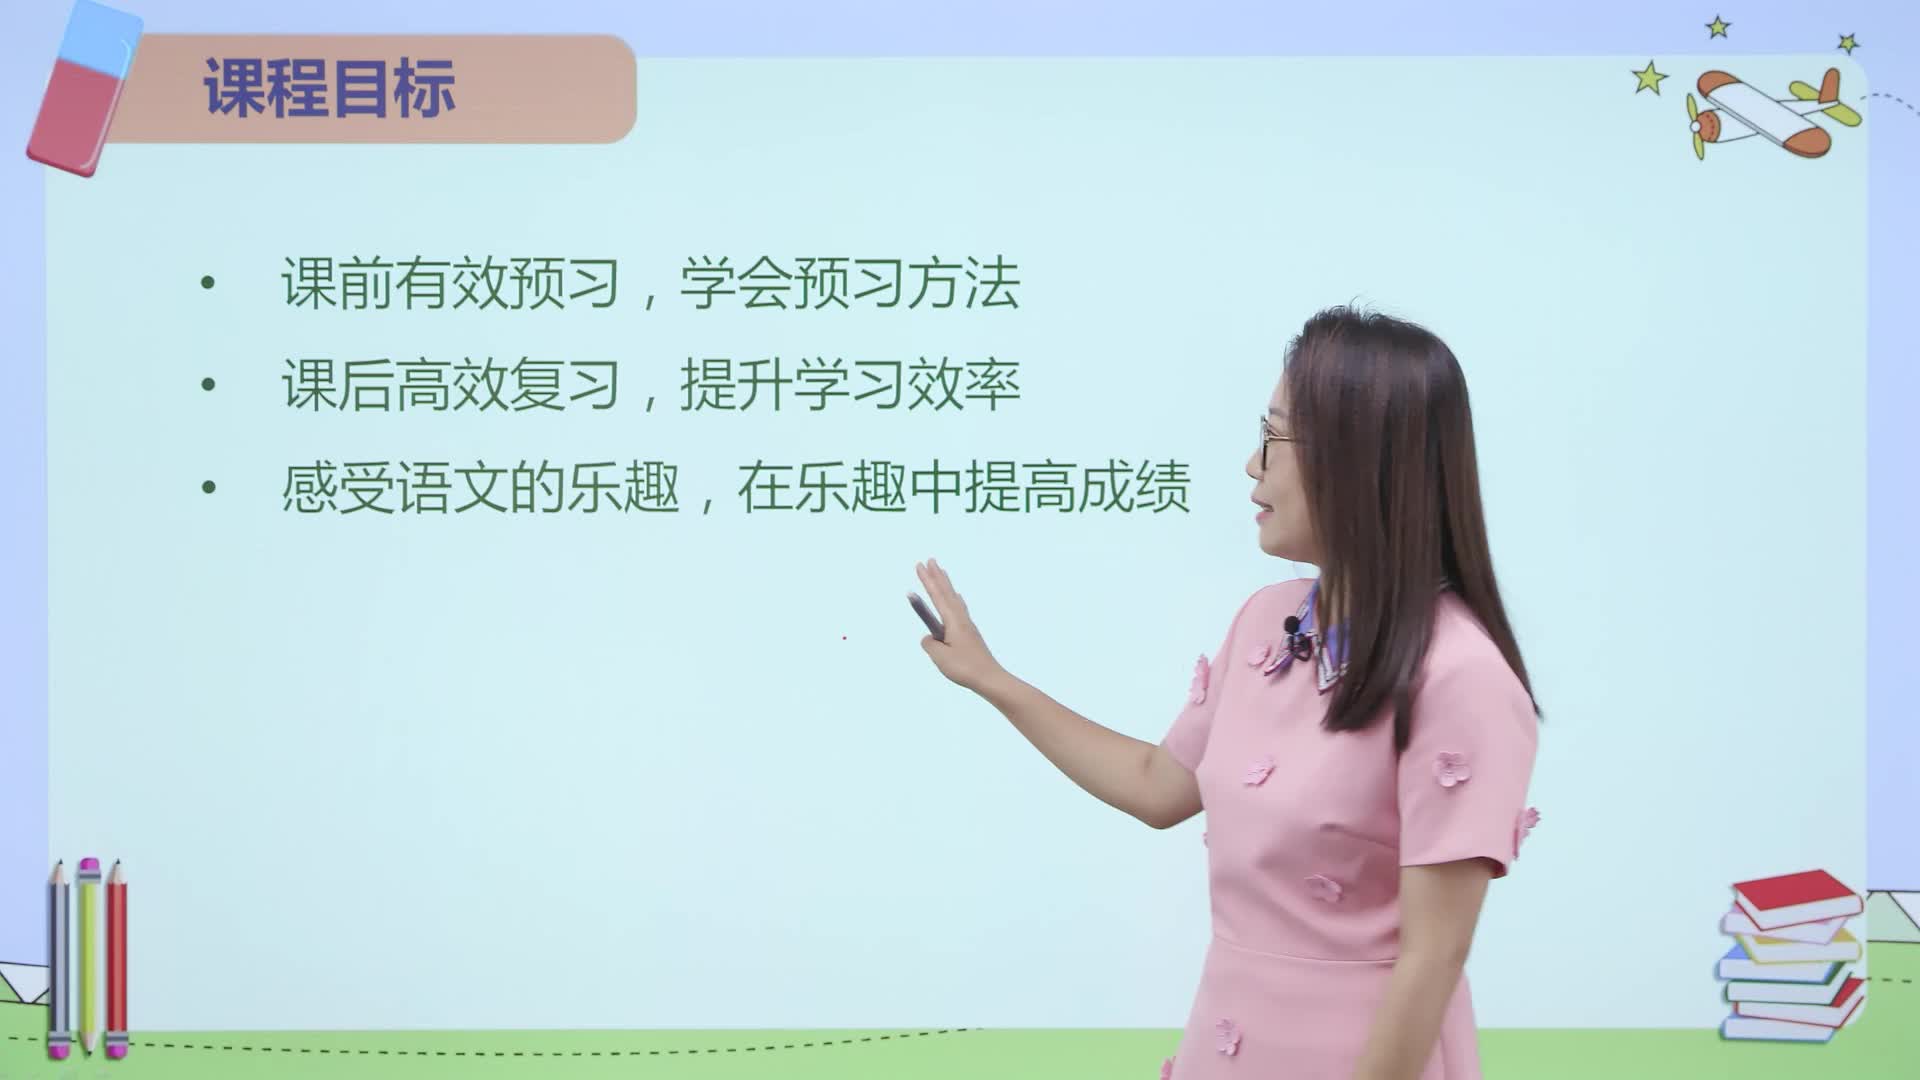 课程目标
• 课前有效预习，学会预习方法
• 课后高效复习，提升学习效率
• 感受语文的乐趣，在乐趣中提高成绩